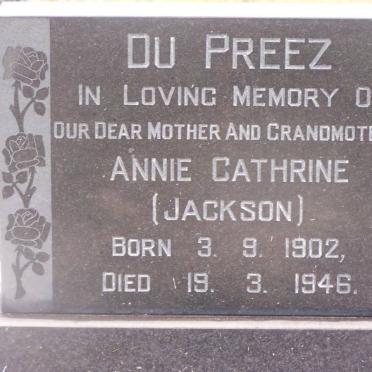 DU PREEZ
IN LOVING MEMORY O
OUR DEAR MOTHER AND GRANDMOTE
ANNIE CATHRINE
(JACKSON)
BORN 3. 9. 1902,
DIED 19. 3. 1946.